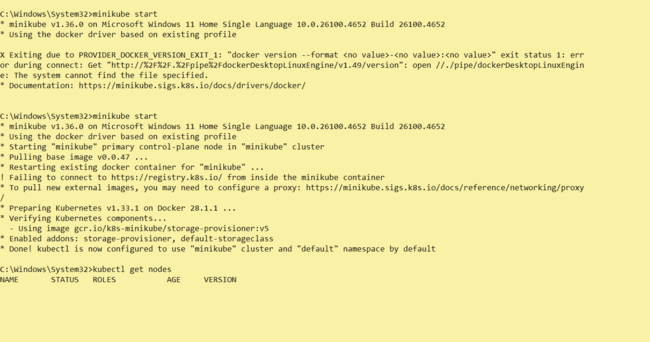 C:\Windows\System32>minikube start
* minikube v1.36.0 on Microsoft Windows 11 Home Single Language 10.0.26100.4652 Build 26100.4652
* Using the docker driver based on existing profile
X Exiting due to PROVIDER_DOCKER_VERSION_EXIT_1: "docker version --format <no value>-<no value>:<no value>" exit status 1: err
or during connect: Get "http://%2F%2F.%2Fpipe%2FdockerDesktopLinuxEngine/v1.49/version": open //./pipe/dockerDesktopLinuxEngin
e: The system cannot find the file specified.
* Documentation: https://minikube.sigs.k8s.io/docs/drivers/docker/
C:\Windows\System32>minikube start
* minikube v1.36.0 on Microsoft Windows 11 Home Single Language 10.0.26100.4652 Build 26100.4652
* Using the docker driver based on existing profile
* Starting "minikube" primary control-plane node in "minikube" cluster
* Pulling base image v0.0.47 ...
* Restarting existing docker container for "minikube" ...
! Failing to connect to https://registry.k8s.io/ from inside the minikube container
* To pull new external images, you may need to configure a proxy: https://minikube.sigs.k8s.io/docs/reference/networking/proxy
/
* Preparing Kubernetes v1.33.1 on Docker 28.1.1 ...
* Verifying Kubernetes components...
  - Using image gcr.io/k8s-minikube/storage-provisioner:v5
* Enabled addons: storage-provisioner, default-storageclass
* Done! kubectl is now configured to use "minikube" cluster and "default" namespace by default
C:\Windows\System32>kubectl get nodes
NAME       STATUS   ROLES           AGE     VERSION